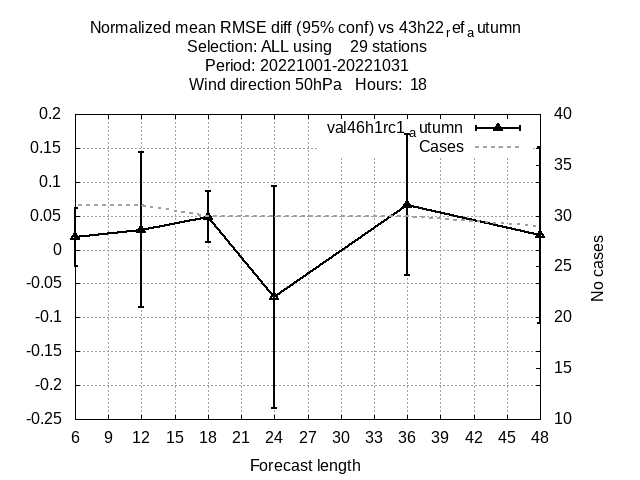 Normalized mean RMSE diff (95% conf) vs 43h22refautumn
Selection: ALL using 29 stations
Period: 20221001-20221031
Wind direction 50hPa Hours: 18
val46h1rc1autumn
Cases
0.2
0.15
0.1
0.05
0
-0.05
-0.1
-0.15
-0.2
-0.25
40
35
30
25
20
15
10
No cases
6 9 12 15 18 21 24 27 30 33 36 39 42 45 48
Forecast length